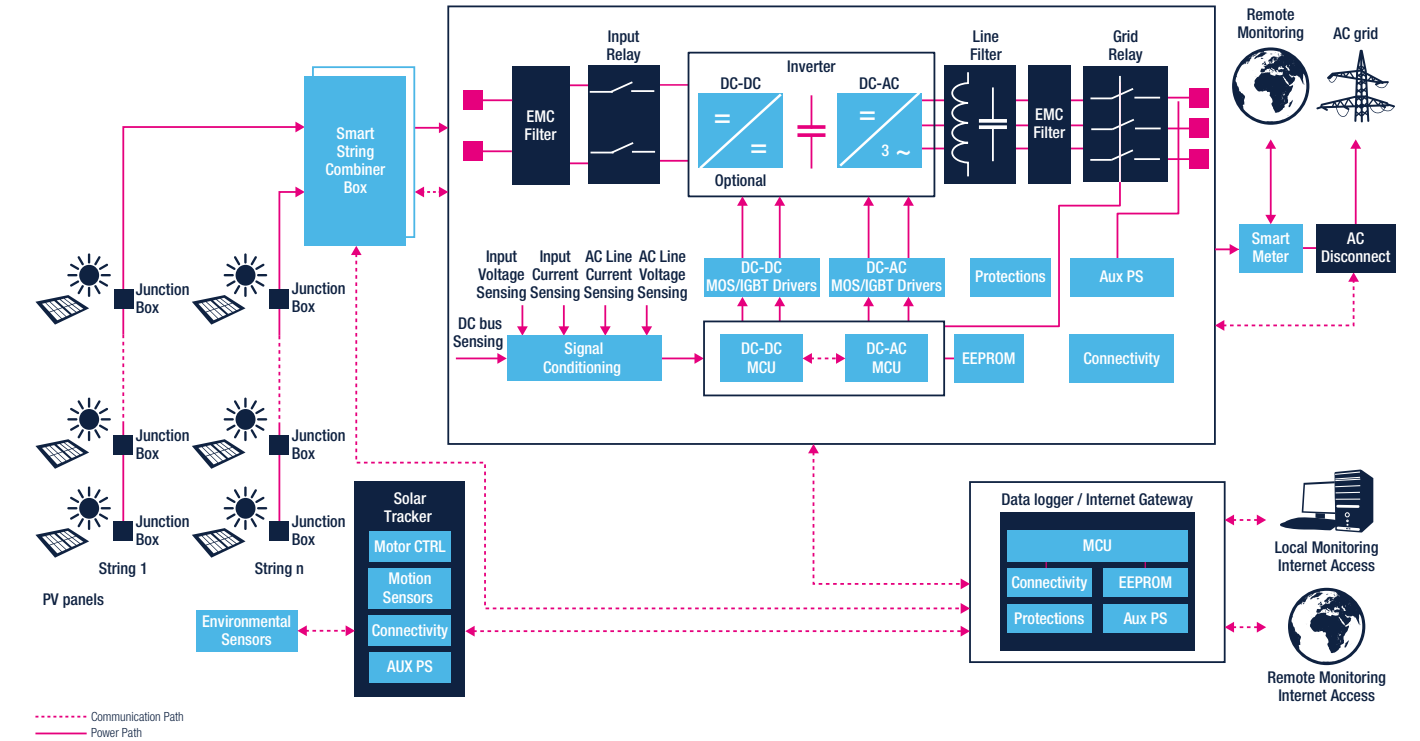 Remote
Monitoring
AC grid
Input
Relay
Line
Filter
Grid
Relay
Inverter
DC-DC
DC-AC
Smart
String
Combiner
Box
EMC
Filter
=
=
=
3 ~
EMC
Filter
Optional
Input
Voltage
Sensing
Input
Current
Sensing
AC Line
Current
Sensing
AC Line
Voltage
Sensing
DC-DC
MOS/IGBT Drivers
DC-AC
MOS/IGBT Drivers
Protections
Aux PS
Smart
Meter
AC
Disconnect
Junction
Box
Junction
Box
DC bus
Sensing
Signal
Conditioning
DC-DC
MCU
DC-AC
MCU
EEPROM
Connectivity
Junction
Box
Junction
Box
Junction
Box
Junction
Box
String 1
String n
PV panels
Solar
Tracker
Motor CTRL
Motion
Sensors
Connectivity
AUX PS
Environmental
Sensors
Data logger / Internet Gateway
MCU
Connectivity
EEPROM
Protections
Aux PS
Local Monitoring
Internet Access
Remote Monitoring
Internet Access
Communication Path
Power Path